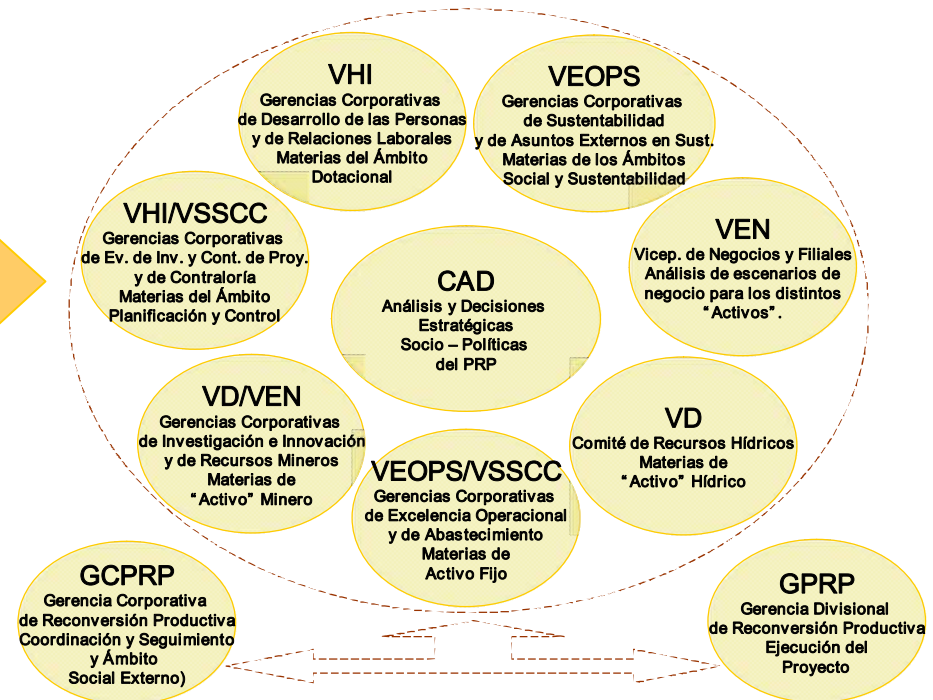 VHI
Gerencias Corporativas
de Desarrollo de las Personas
y de Relaciones Laborales
Materias del Ámbito
Dotacional
VEOPS
Gerencias Corporativas
de Sustentabilidad
y de Asuntos Externos en Sust.
Materias de los Ámbitos
Social y Sustentabilidad
VHI/VSSCC
Gerencias Corporativas
de Ev. de Inv. y Cont. de Proy.
y de Contraloría
Materias del Ámbito
Planificación y Control
VEN
Vicep. de Negocios y Filiales
Análisis de escenarios de
negocio para los distintos
“Activos”.
CAD
Análisis y Decisiones
Estratégicas
Socio – Políticas
del PRP
VD/VEN
Gerencias Corporativas
de Investigación e Innovación
y de Recursos Mineros
Materias de
“Activo” Minero
VD
Comité de Recursos Hídricos
Materias de
“Activo” Hídrico
VEOPS/VSSCC
Gerencias Corporativas
de Excelencia Operacional
y de Abastecimiento
Materias de
Activo Fijo
GCPRP
Gerencia Corporativa
de Reconversión Productiva
Coordinación y Seguimiento
y Ámbito
Social Externo)
GPRP
Gerencia Divisional
de Reconversión Productiva
Ejecución del
Proyecto